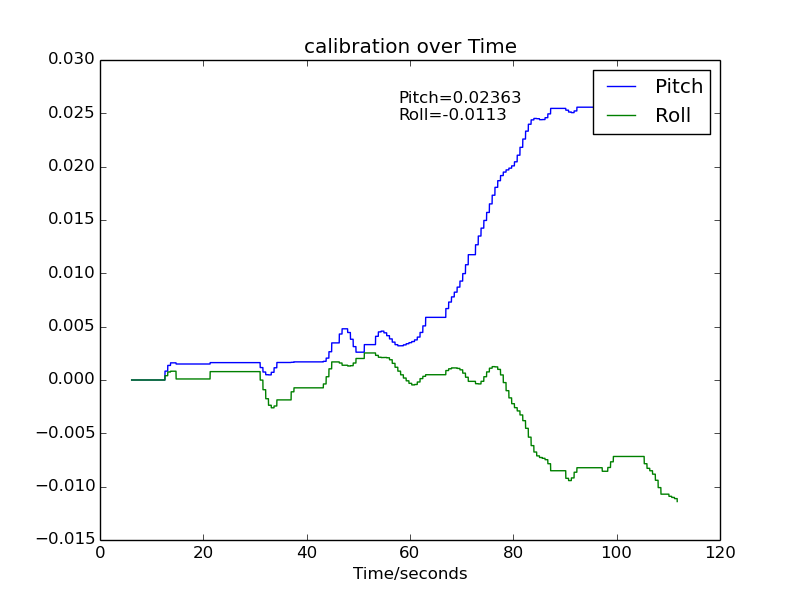 calibration over Time
Pitch=0.02363
Roll=-0.0113
Pitch
Roll
0.030
0.025
0.020
0.015
0.010
0.005
0.000
−0.005
−0.010
−0.015
0 20 40 60 80 100 120
Time/seconds